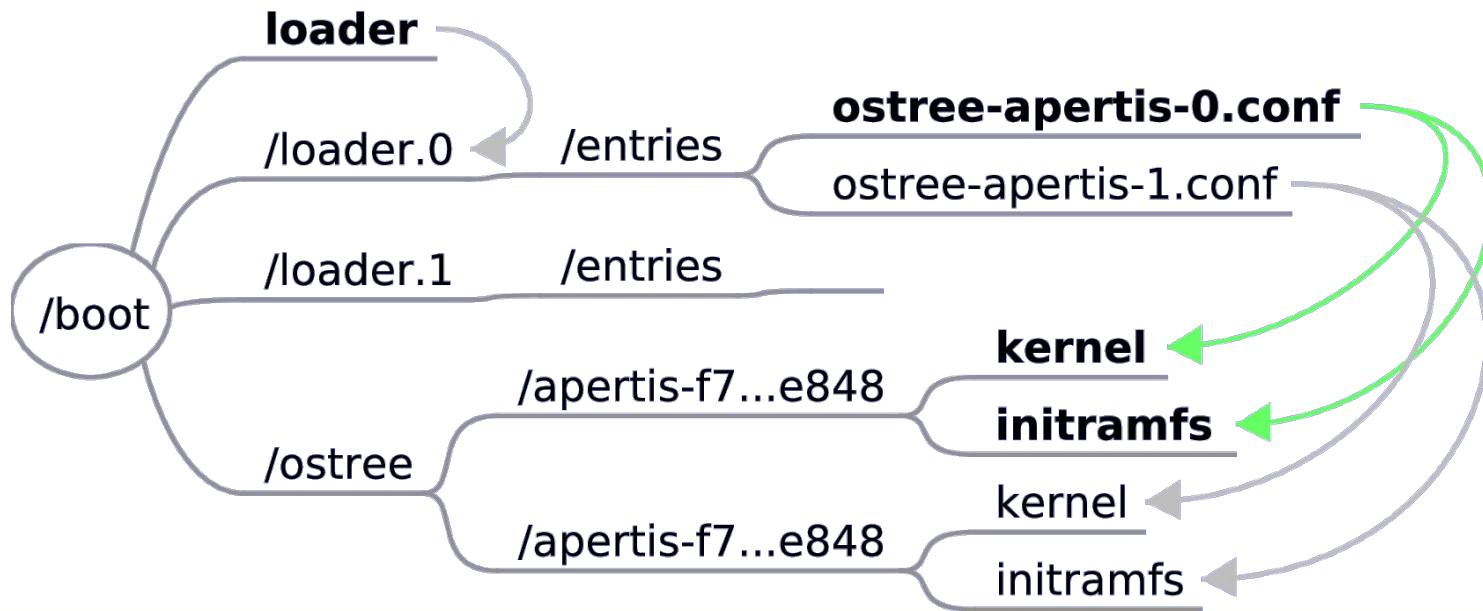 loader
/loader.0
/entries
ostree-apertis-0.conf
ostree-apertis-1.conf
/loader.1
/entries
/boot
/ostree
/apertis-f7...e848
kernel
initramfs
/apertis-f7...e848
kernel
initramfs